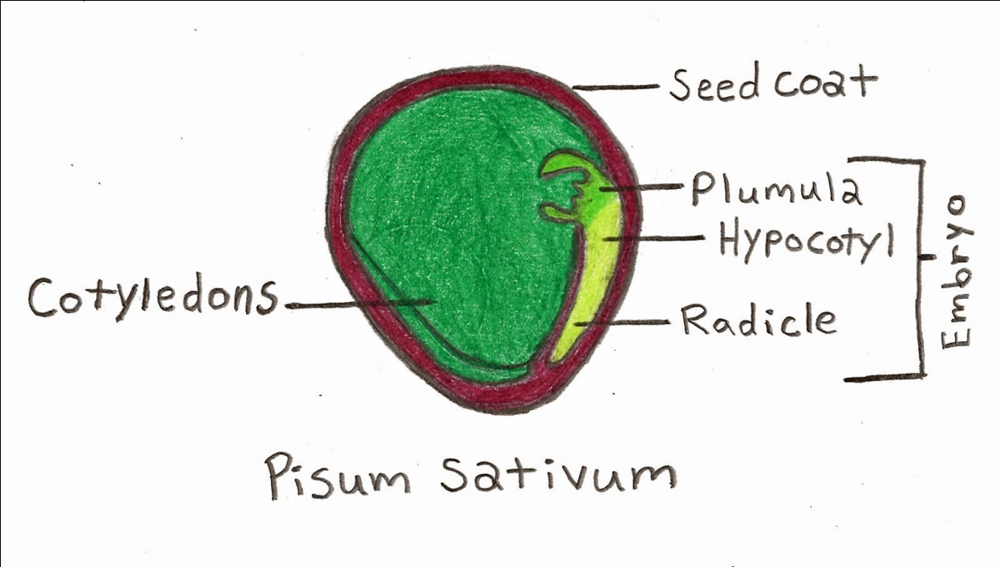 Seed coat
Plumula
Hypocotyl
Embryo
Cotyledons
Radicle
Pisum Sativum